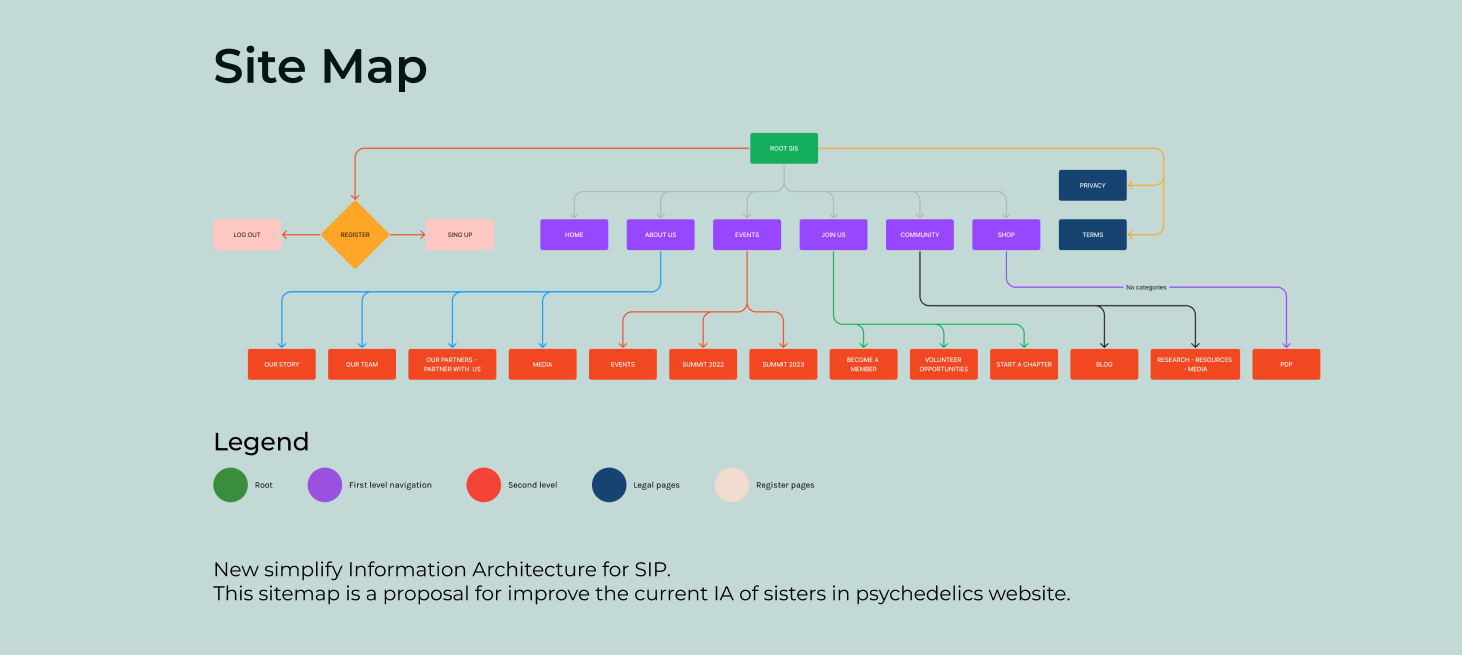 Site Map
ROOT SIS
PRIVACY
LOG OUT
REGISTER
SING UP
HOME
ABOUT US
EVENTS
JOIN US
COMMUNITY
SHOP
TERMS
No categories
OUR STORY
OUR TEAM
OUR PARTNERS -
PARTNER WITH US
MEDIA
EVENTS
SUMMIT 2022
SUMMIT 2023
BECOME A
MEMBER
VOLUNTEER
OPPORTUNITIES
START A CHAPTER
BLOG
RESEARCH - RESOURCES
- MEDIA
PDP
Legend
Root
First level navigation
Second level
Legal pages
Register pages
New simplify Information Architecture for SIP.
This sitemap is a proposal for improve the current IA of sisters in psychedelics website.